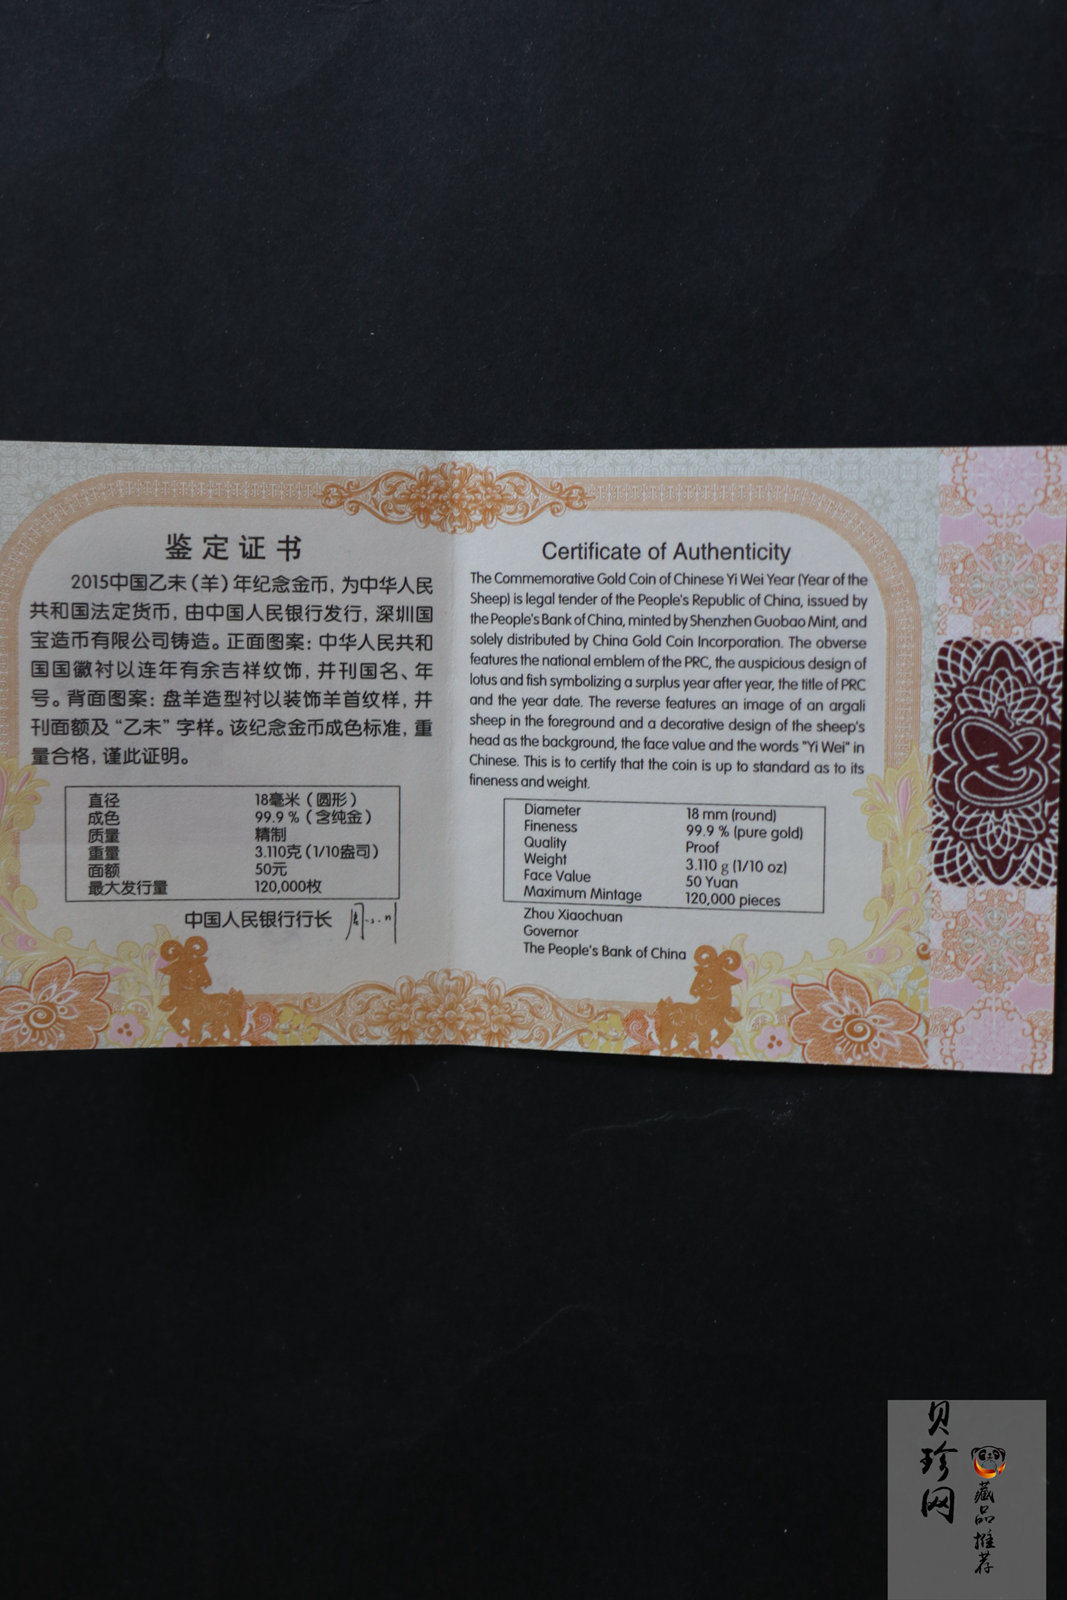 鉴定证书
2015中国乙未(羊)年纪念金币，为中华人民
共和国法定货币，由中国人民银行发行，深圳国
宝造币有限公司铸造。正面图案：中华人民共和
国国徽衬以连年有余吉祥纹饰，并刊国名、年
号。背面图案：盘羊造型衬以装饰羊首纹样，并
刊面额及“乙未”字样。该纪念金币成色标准，重
量合格，谨此证明。
直径 18毫米（圆形）
成色 99.9％（含纯金）
质量 精制
重量 3.110克（1/10盎司）
面额 50元
最大发行量 120,000枚
中国人民银行行长
Certificate of Authenticity
The Commemorative Gold Coin of Chinese Yi Wei Year (Year of the
Sheep) is legal tender of the People's Republic of China, issued by
the People's Bank of China, minted by Shenzhen Guobao Mint, and
solely distributed by China Gold Coin Incorporation. The obverse
features the national emblem of the PRC, the auspicious design of
lotus and fish symbolizing a surplus year after year, the title of PRC
and the year date. The reverse features an image of an argali
sheep in the foreground and a decorative design of the sheep's
head as the background, the face value and the words "Yi Wei" in
Chinese. This is to certify that the coin is up to standard as to its
fineness and weight.
Diameter 18 mm (round)
Fineness 99.9 % (pure gold)
Quality Proof
Weight 3.110 g (1/10 oz)
Face Value 50 Yuan
Maximum Mintage 120,000 pieces
Zhou Xiaochuan
Governor
The People's Bank of China
贝珍网
藏品推荐